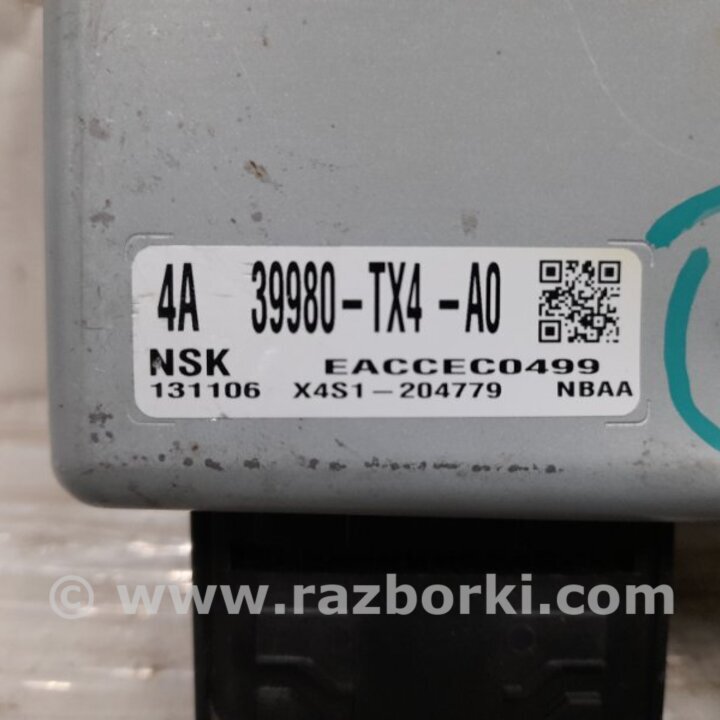 4A 39980-TX4-A0
NSK EACCEC0499
131106 X4S1-204779 NBAA
© www.razborki.com